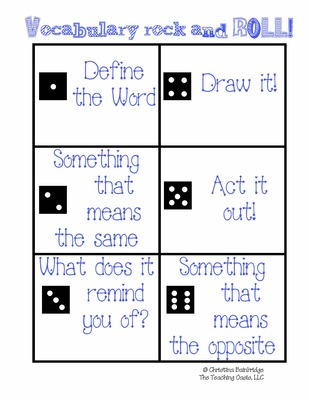 Vocabulary rock and ROLL!
Define
the Word
Draw it!
Something
that
means
the same
Act it
out!
What does it
remind
you of?
Something
that
means
the opposite
© Christina Bainbridge
The Teaching Oasis, LLC